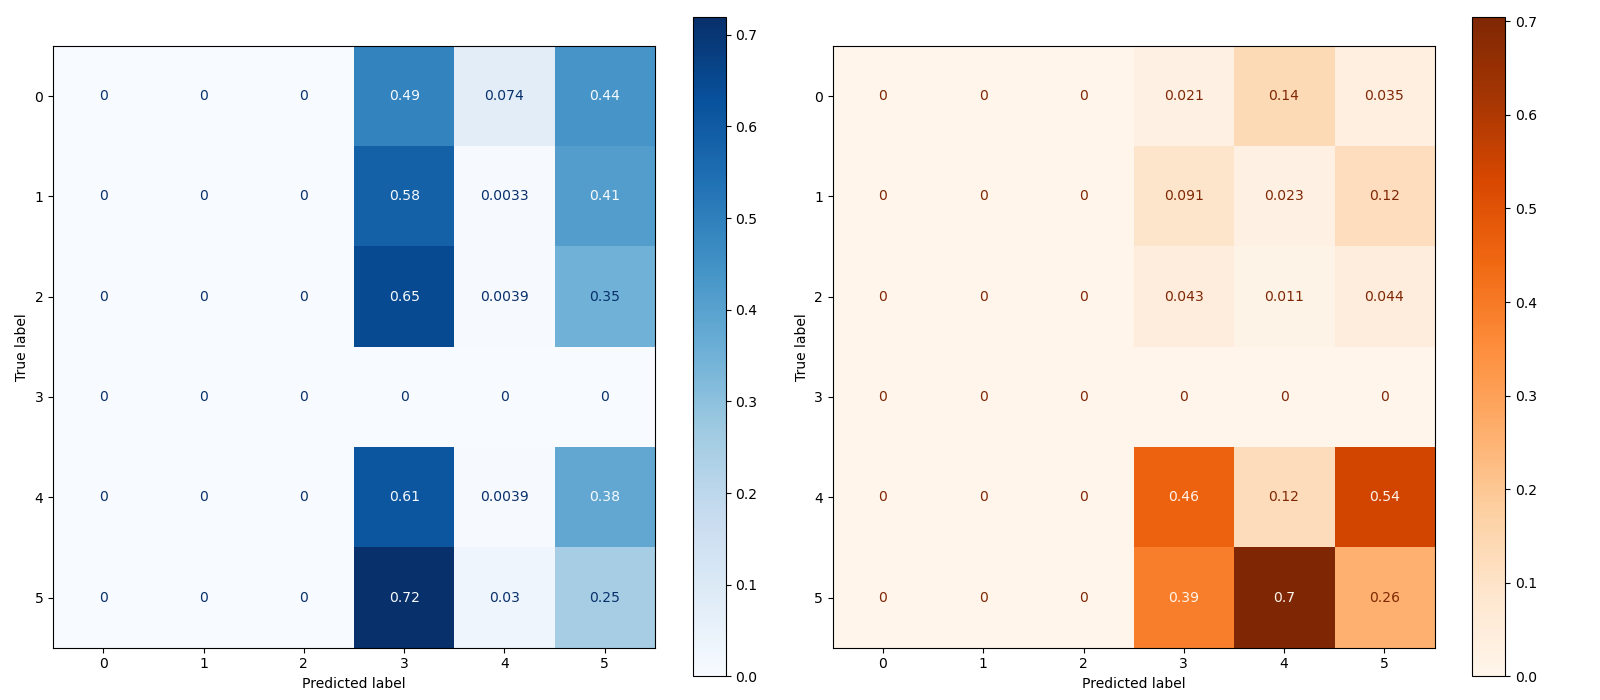 0 0 0 0 0.49 0.074 0.44
1 0 0 0 0.58 0.0033 0.41
2 0 0 0 0.65 0.0039 0.35
3 0 0 0 0 0 0
4 0 0 0 0.61 0.0039 0.38
5 0 0 0 0.72 0.03 0.25
0 1 2 3 4 5
True label
Predicted label
0.7
0.6
0.5
0.4
0.3
0.2
0.1
0.0
0 0 0 0 0.021 0.14 0.035
1 0 0 0 0.091 0.023 0.12
2 0 0 0 0.043 0.011 0.044
3 0 0 0 0 0 0
4 0 0 0 0.46 0.12 0.54
5 0 0 0 0.39 0.7 0.26
0 1 2 3 4 5
True label
Predicted label
0.7
0.6
0.5
0.4
0.3
0.2
0.1
0.0